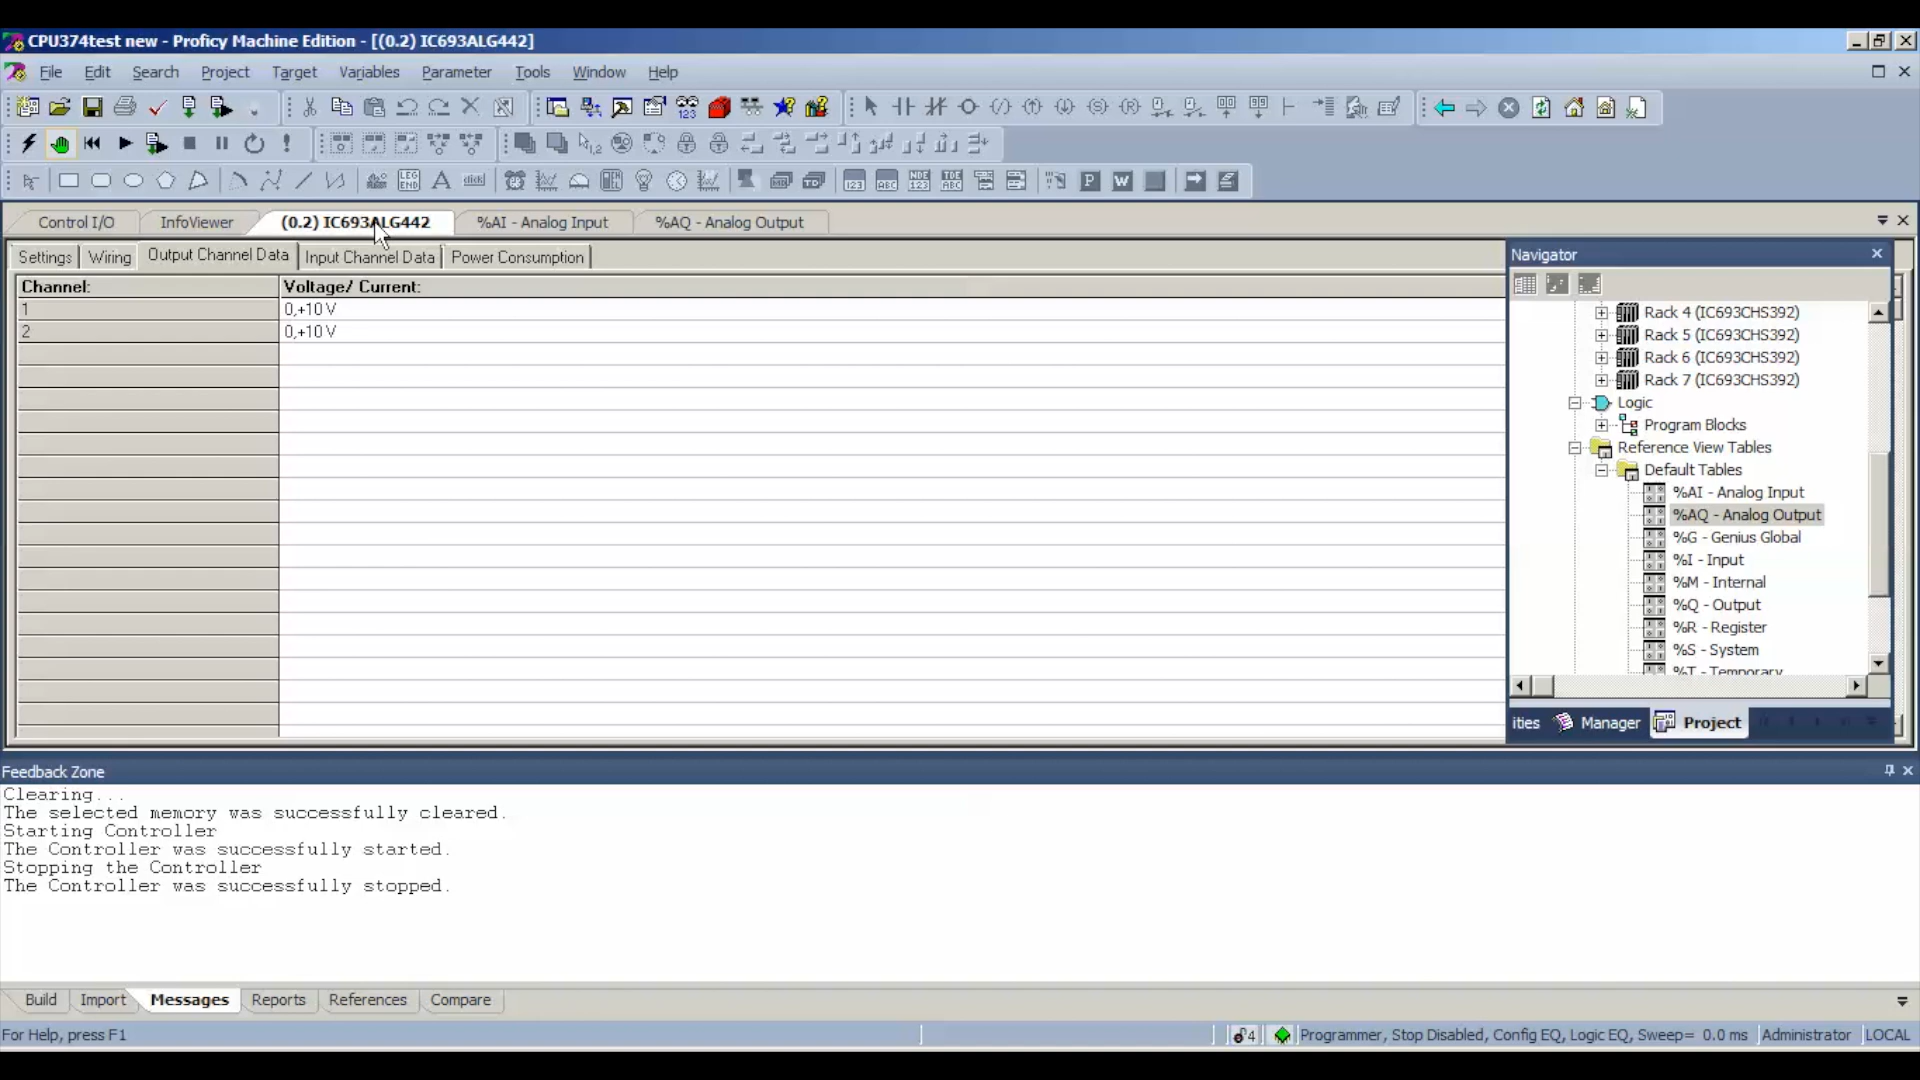 CPU374test new - Proficy Machine Edition - [(0.2) IC693ALG442]
File Edit Search Project Target Variables Parameter Tools Window Help
Control I/O InfoViewer (0.2) IC693ALG442 %AI - Analog Input %AQ - Analog Output
Settings Wiring Output Channel Data Input Channel Data Power Consumption
Channel: Voltage/ Current:
1 0,+10 V
2 0,+10 V
Navigator
Rack 4 (IC693CHS392)
Rack 5 (IC693CHS392)
Rack 6 (IC693CHS392)
Rack 7 (IC693CHS392)
Logic
Program Blocks
Reference View Tables
Default Tables
%AI - Analog Input
%AQ - Analog Output
%G - Genius Global
%I - Input
%M - Internal
%Q - Output
%R - Register
%S - System
%T - Temporary
ities Manager Project
Feedback Zone
Clearing...
The selected memory was successfully cleared.
Starting Controller
The Controller was successfully started.
Stopping the Controller
The Controller was successfully stopped.
Build Import Messages Reports References Compare
For Help, press F1 4 Programmer, Stop Disabled, Config EQ, Logic EQ, Sweep= 0.0 ms Administrator LOCAL